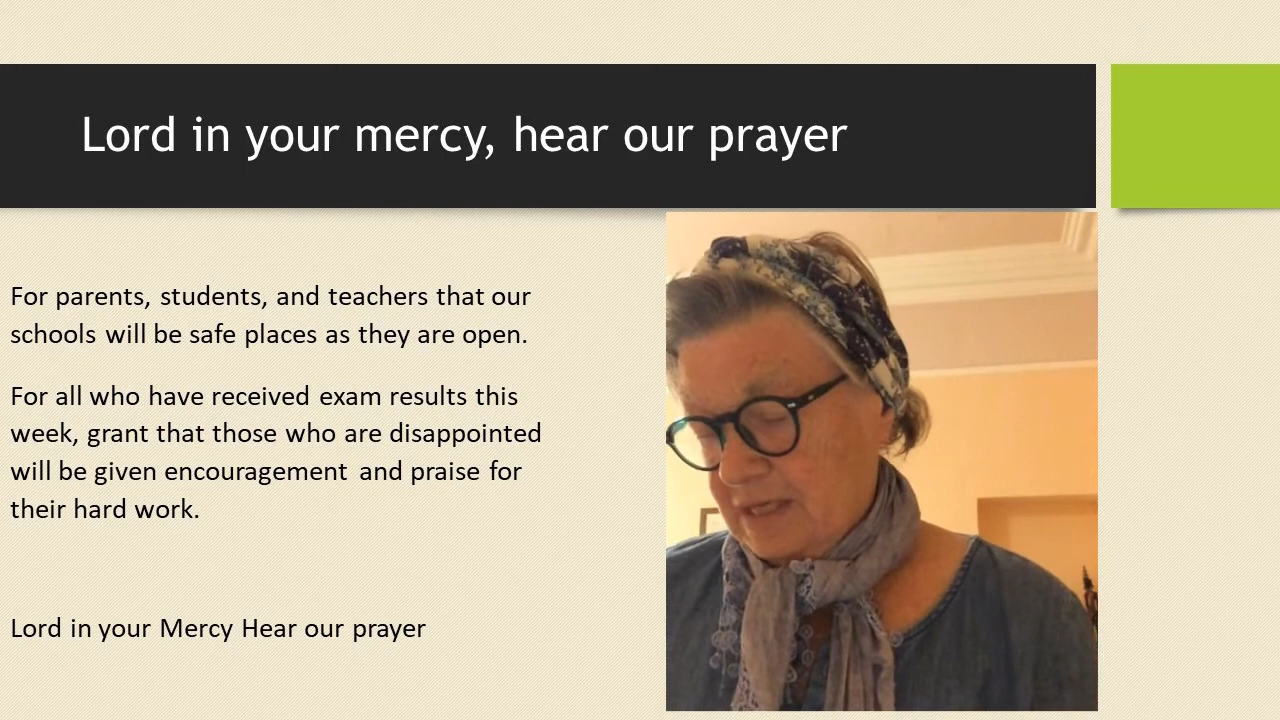 Lord in your mercy, hear our prayer
For parents, students, and teachers that our
schools will be safe places as they are open.
For all who have received exam results this
week, grant that those who are disappointed
will be given encouragement and praise for
their hard work.
Lord in your Mercy Hear our prayer